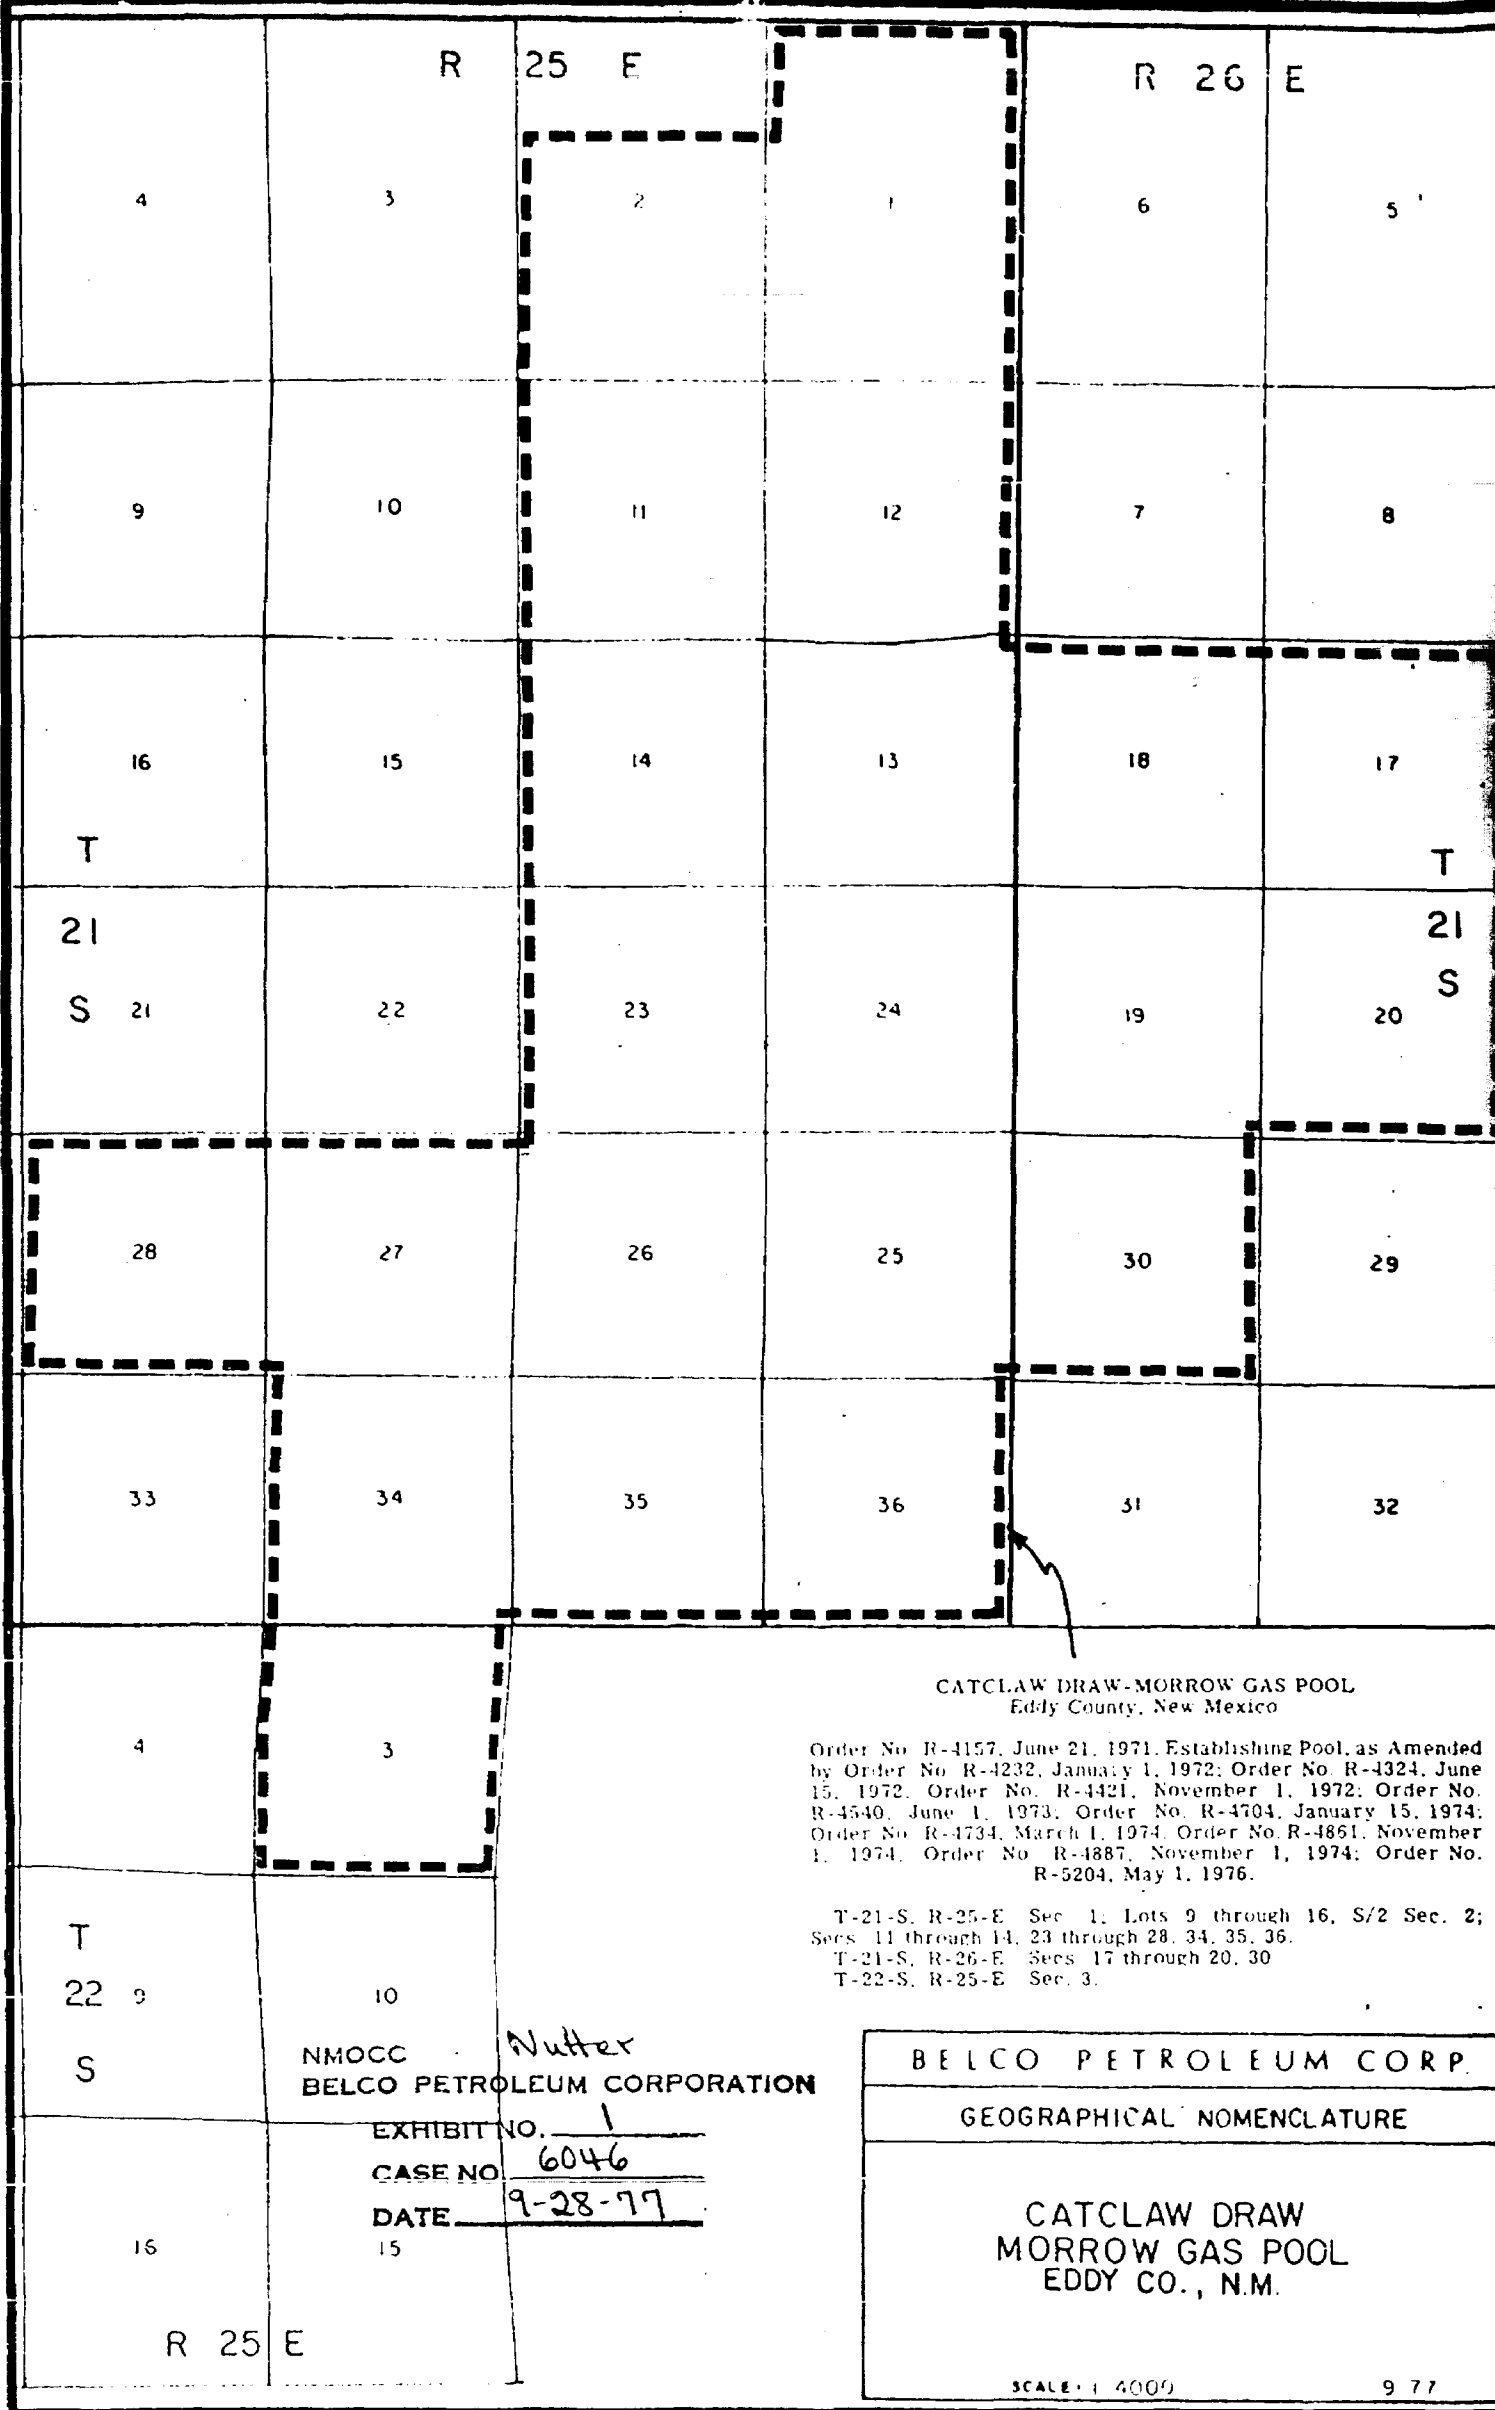 R 25 E
R 26 E
4 3 2 1 6 5
9 10 11 12 7 8
16 15 14 13 18 17
T T
21 21
S S
21 22 23 24 19 20
28 27 26 25 30 29
33 34 35 36 31 32
4 3
CATCLAW DRAW-MORROW GAS POOL
Eddy County, New Mexico
Order No R-4157, June 21, 1971, Establishing Pool, as Amended
by Order No R-4232, January 1, 1972; Order No. R-4324, June
15, 1972, Order No. R-4421, November 1, 1972; Order No.
R-4540, June 1, 1973; Order No. R-4704, January 15, 1974;
Order No R-4734, March 1, 1974, Order No. R-4861, November
1, 1974, Order No R-4887, November 1, 1974; Order No.
R-5204, May 1, 1976.
T-21-S, R-25-E Sec 1; Lots 9 through 16, S/2 Sec. 2;
Secs 11 through 14, 23 through 28, 34, 35, 36.
T-21-S, R-26-E Secs 17 through 20, 30
T-22-S, R-25-E Sec. 3.
T
22
S
9 10
16 15
R 25 E
NMOCC Nutter
BELCO PETROLEUM CORPORATION
EXHIBIT NO. 1
CASE NO 6046
DATE 9-28-77
BELCO PETROLEUM CORP.
GEOGRAPHICAL NOMENCLATURE
CATCLAW DRAW
MORROW GAS POOL
EDDY CO., N.M.
SCALE: 1 4000 9 77